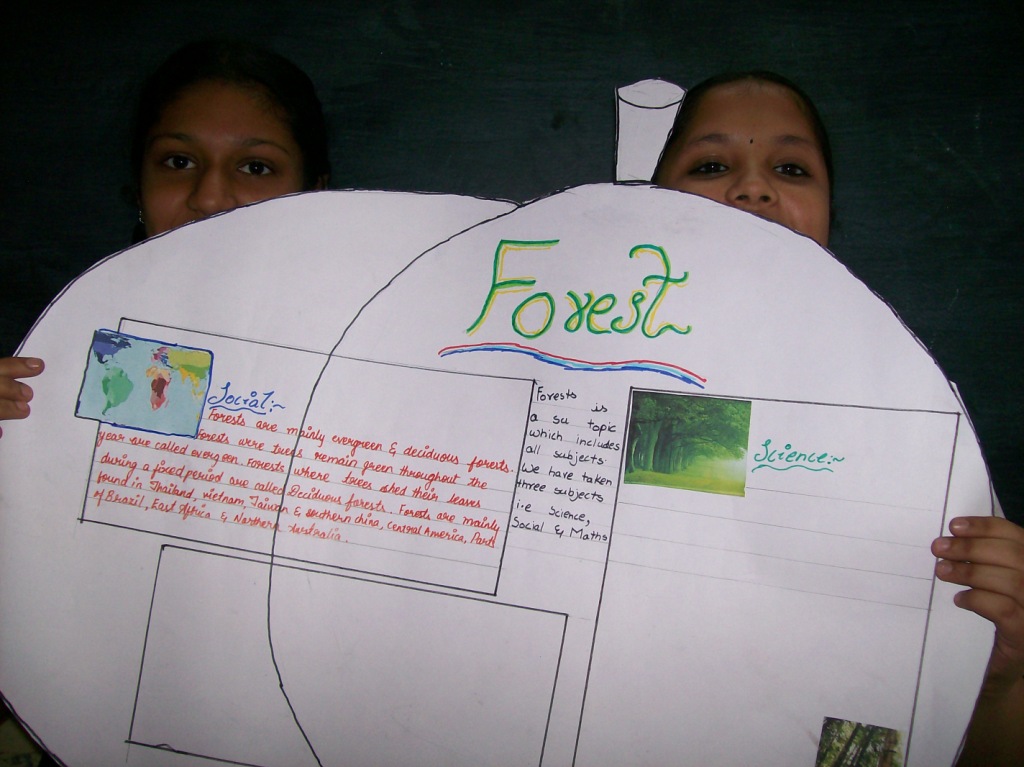 Forest
Social:~
Forests are mainly evergreen & deciduous forests.
Forests were trees remain green throughout the
year are called evergeen. Forests where trees shed their leaves
during a fixed period are called Deciduous forests. Forests are mainly
found in Thailand, vietnam, Taiwan & southern china, Central America, Parts
of Brazil, East Africa & Northern Australia.
Forests is
a su topic
which includes
all subjects.
We have taken
three subjects
i.e Science,
Social & Maths
Science:~